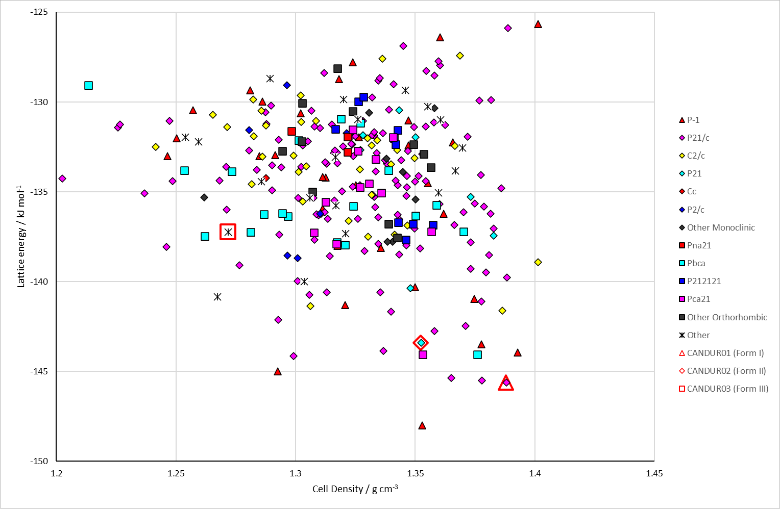 -125
-130
-135
-140
-145
-150
Lattice energy / kJ mol-1
1.2
1.25
1.3
1.35
1.4
1.45
Cell Density / g cm-3
P-1
P21/c
C2/c
P21
Cc
P2/c
Other Monoclinic
Pna21
Pbca
P212121
Pca21
Other Orthorhombic
Other
CANDUR01 (Form I)
CANDUR02 (Form II)
CANDUR03 (Form III)